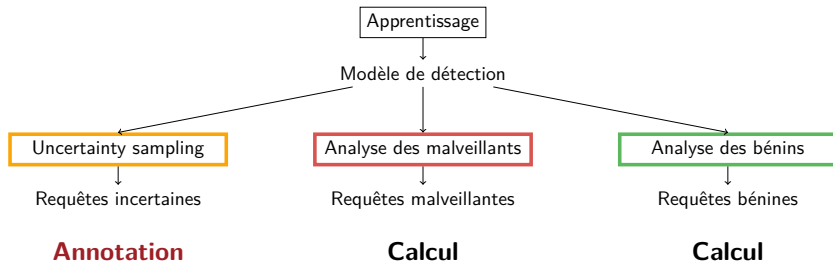 Apprentissage
Modèle de détection
Uncertainty sampling
Analyse des malveillants
Analyse des bénins
Requêtes incertaines
Requêtes malveillantes
Requêtes bénines
Annotation
Calcul
Calcul